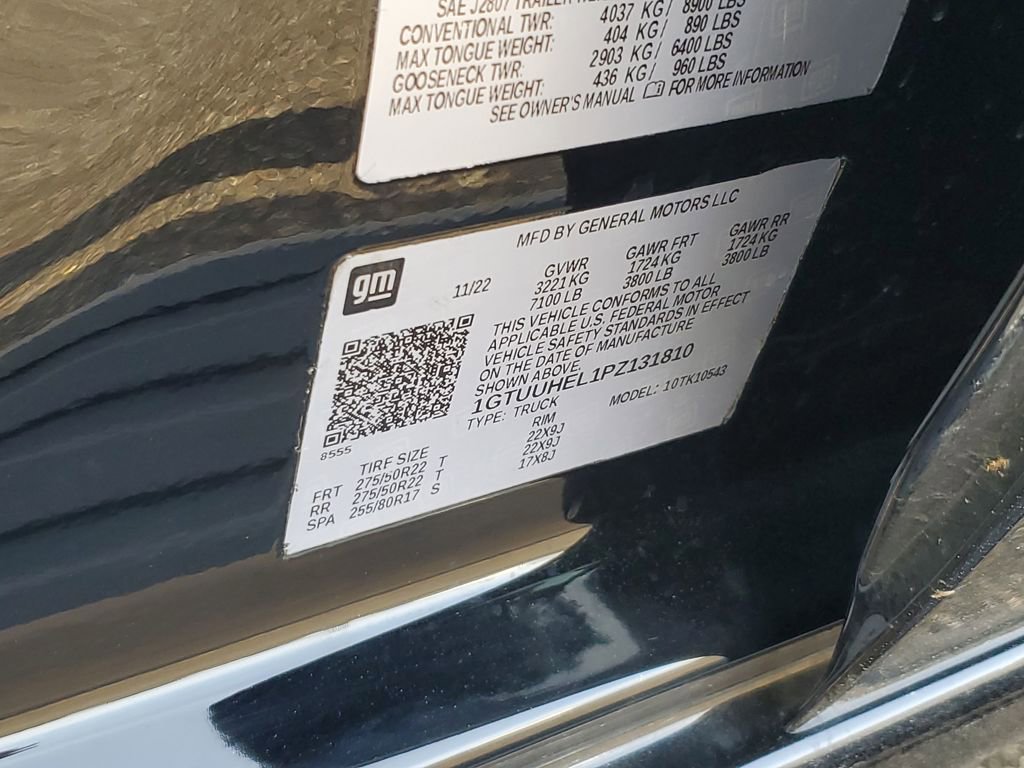 SAE J2807 TRAILER
CONVENTIONAL TWR: 4037 KG/ 8900 LBS
MAX TONGUE WEIGHT: 404 KG/ 890 LBS
GOOSENECK TWR: 2903 KG/ 6400 LBS
MAX TONGUE WEIGHT: 436 KG/ 960 LBS
SEE OWNER'S MANUAL FOR MORE INFORMATION
MFD BY GENERAL MOTORS LLC
gm
11/22
GVWR GAWR FRT GAWR RR
3221 KG 1724 KG 1724 KG
7100 LB 3800 LB 3800 LB
THIS VEHICLE CONFORMS TO ALL
APPLICABLE U.S. FEDERAL MOTOR
VEHICLE SAFETY STANDARDS IN EFFECT
ON THE DATE OF MANUFACTURE
SHOWN ABOVE.
1GTUUHEL1PZ131810
TYPE: TRUCK MODEL: 10TK10543
8555
TIRE SIZE RIM
FRT 275/50R22 T 22X9J
RR 275/50R22 T 22X9J
SPA 255/80R17 S 17X8J